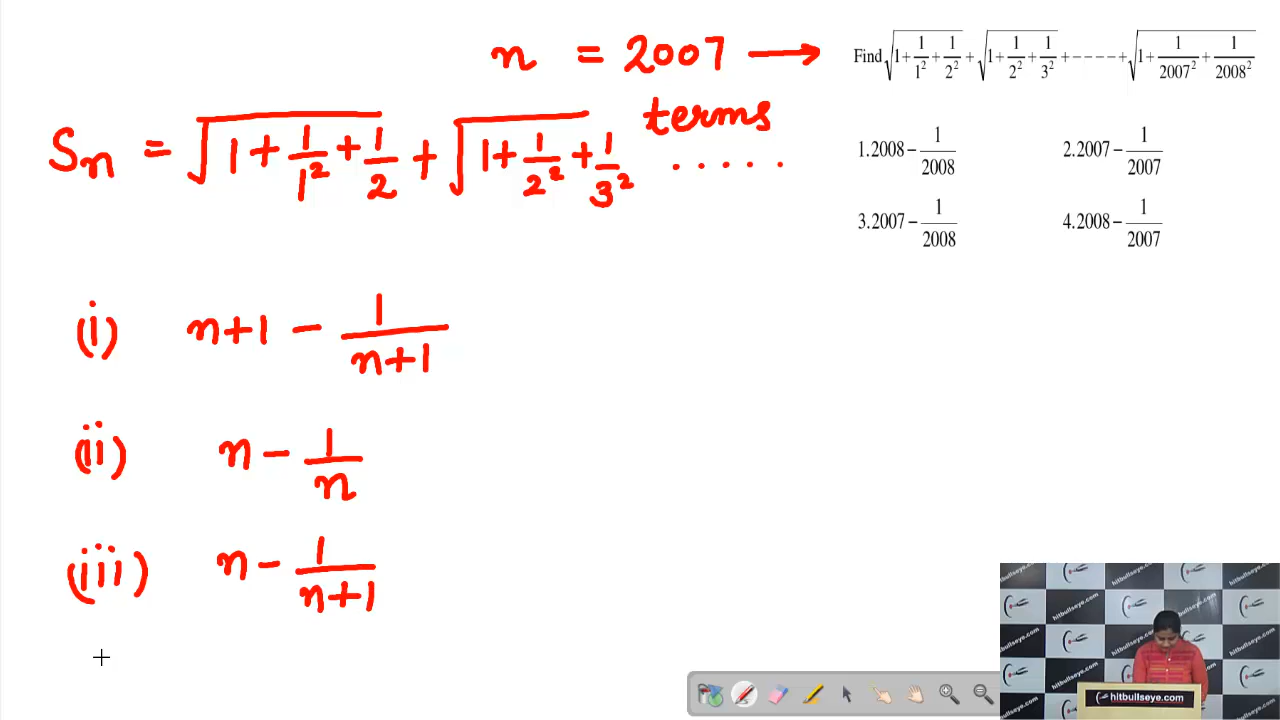 n = 2007 →
terms
Sn = √(1 + 1/1² + 1/2) + √(1 + 1/2² + 1/3²) . . . . . .
(i) n+1 − 1/(n+1)
(ii) n − 1/n
(iii) n − 1/(n+1)
Find √(1 + 1/1² + 1/2²) + √(1 + 1/2² + 1/3²) + ----- + √(1 + 1/2007² + 1/2008²)
1.2008 − 1/2008 2.2007 − 1/2007
3.2007 − 1/2008 4.2008 − 1/2007
hitbullseye.com